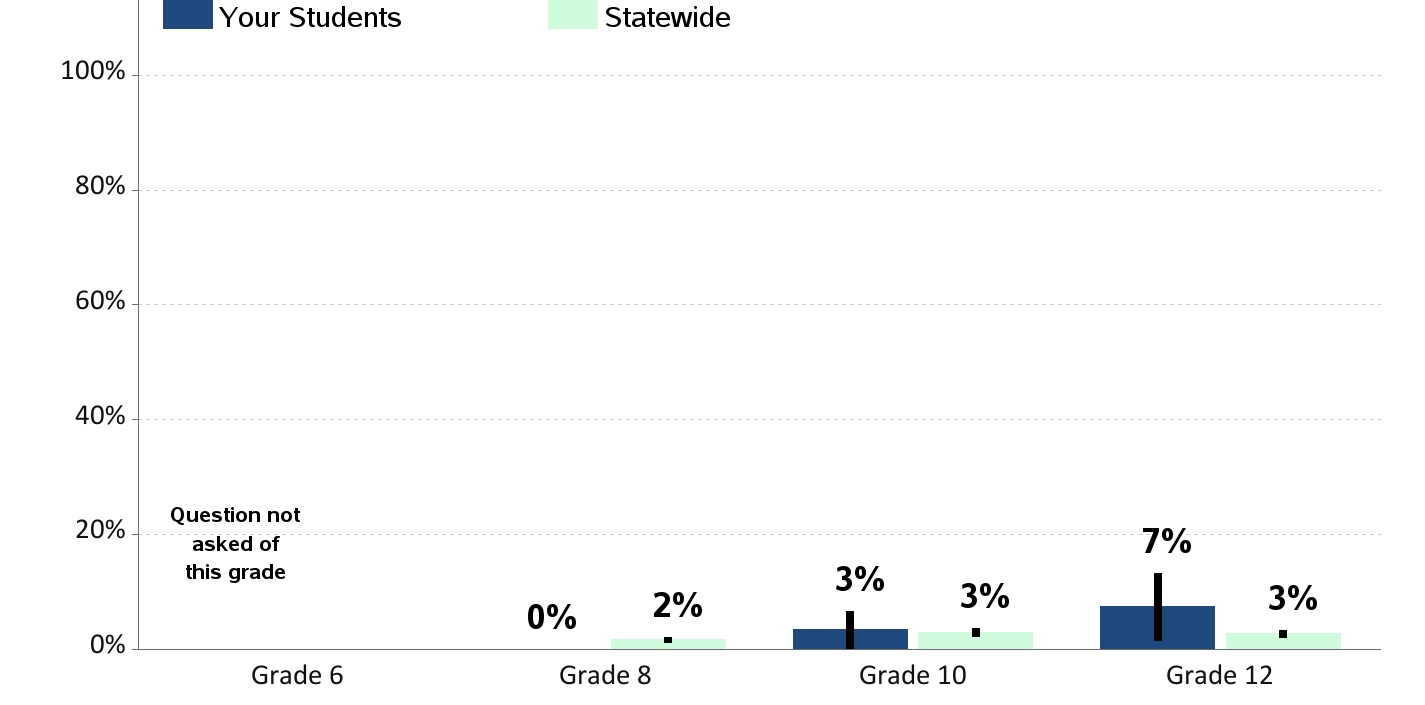 Your Students
Statewide
100%
80%
60%
40%
20%
0%
Question not
asked of
this grade
0%
2%
3%
3%
7%
3%
Grade 6
Grade 8
Grade 10
Grade 12